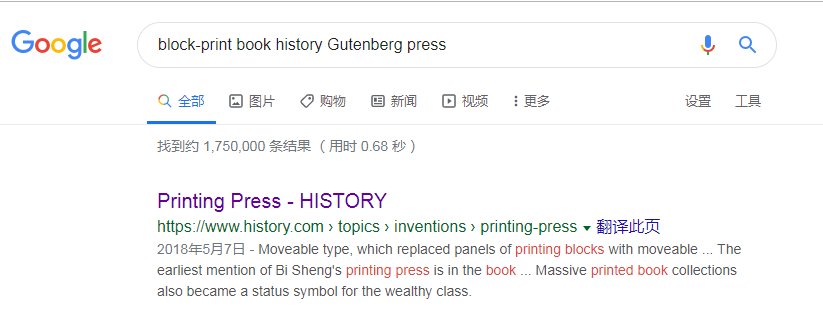 Google
block-print book history Gutenberg press
全部 图片 购物 新闻 视频 更多 设置 工具
找到约 1,750,000 条结果 （用时 0.68 秒）
Printing Press - HISTORY
https://www.history.com › topics › inventions › printing-press 翻译此页
2018年5月7日 - Moveable type, which replaced panels of printing blocks with moveable ... The
earliest mention of Bi Sheng's printing press is in the book ... Massive printed book collections
also became a status symbol for the wealthy class.